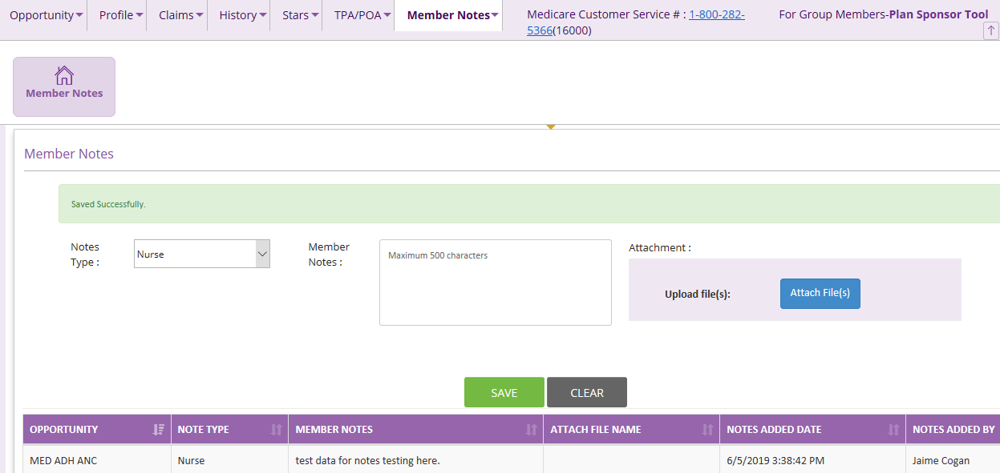 Opportunity Profile Claims History Stars TPA/POA Member Notes Medicare Customer Service # : 1-800-282- For Group Members-Plan Sponsor Tool
5366(16000)
Member Notes
Member Notes
Saved Successfully.
Notes Member Attachment :
Type : Nurse Notes : Maximum 500 characters
Upload file(s): Attach File(s)
SAVE CLEAR
OPPORTUNITY NOTE TYPE MEMBER NOTES ATTACH FILE NAME NOTES ADDED DATE NOTES ADDED BY
MED ADH ANC Nurse test data for notes testing here. 6/5/2019 3:38:42 PM Jaime Cogan